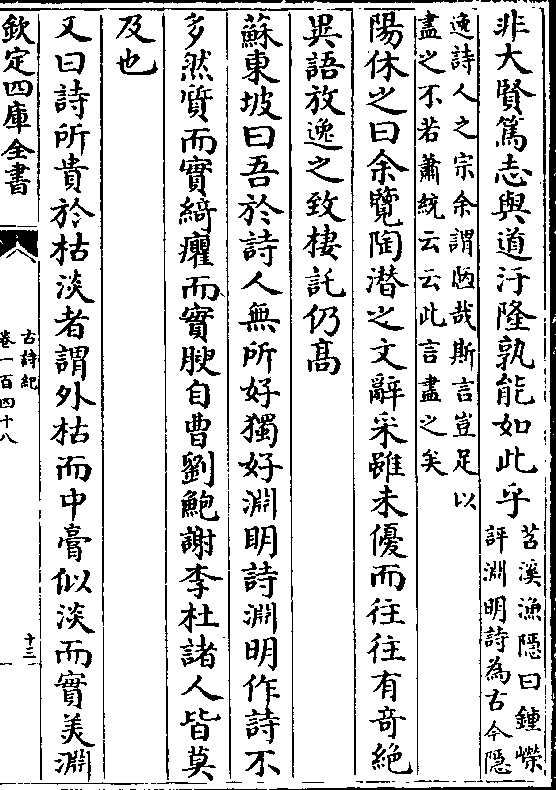 非大賢篤志與道汙隆孰能如此乎苕溪漁隱曰鍾嶸
評淵明詩為古今隱
逸詩人之宗余謂陋哉斯言豈足以
盡之不若蕭統云云此言盡之矣
陽休之曰余覽陶潛之文辭采雖未優而往往有奇絕
異語放逸之致棲託仍髙
蘇東坡曰吾於詩人無所好獨好淵明詩淵明作詩不
多然質而實綺癯而實腴自曹劉鮑謝李杜諸人皆莫
及也
又曰詩所貴於枯淡者謂外枯而中膏似淡而實美淵
欽定四庫全書
古詩紀
卷一百四十八
十三